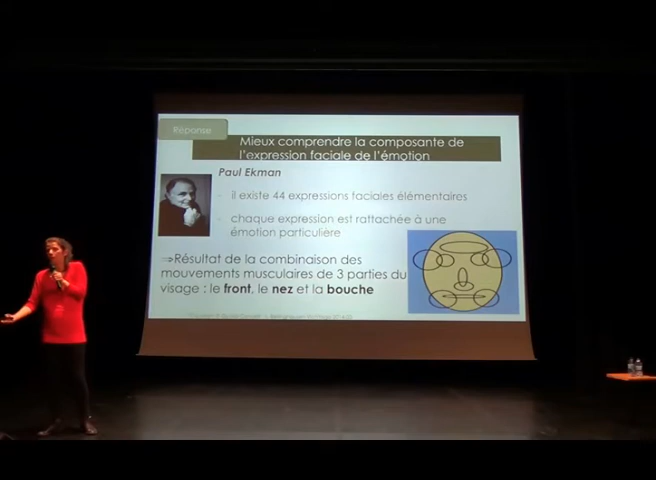 Réponse
Mieux comprendre la composante de
l'expression faciale de l'émotion
Paul Ekman
- il existe 44 expressions faciales élémentaires
- chaque expression est rattachée à une
émotion particulière
⇒Résultat de la combinaison des
mouvements musculaires de 3 parties du
visage : le front, le nez et la bouche